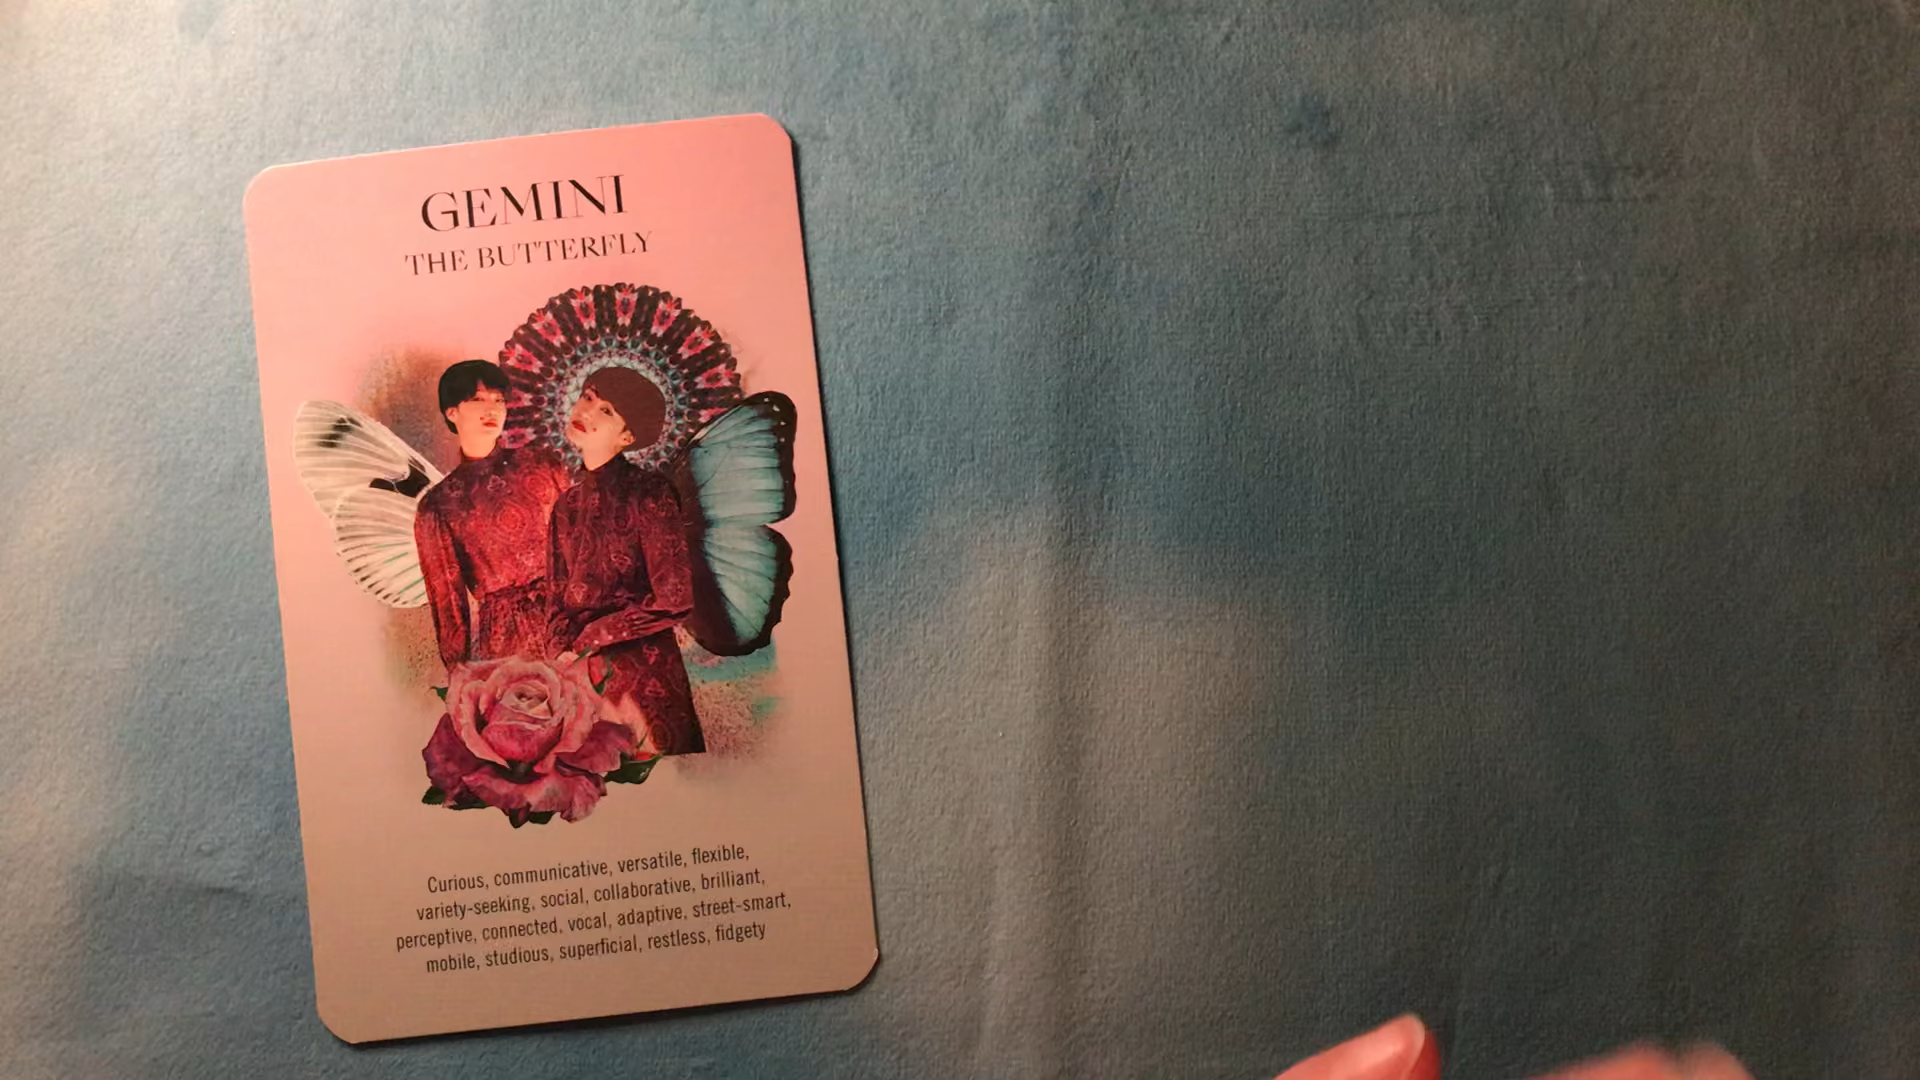 GEMINI
THE BUTTERFLY
Curious, communicative, versatile, flexible,
variety-seeking, social, collaborative, brilliant,
perceptive, connected, vocal, adaptive, street-smart,
mobile, studious, superficial, restless, fidgety